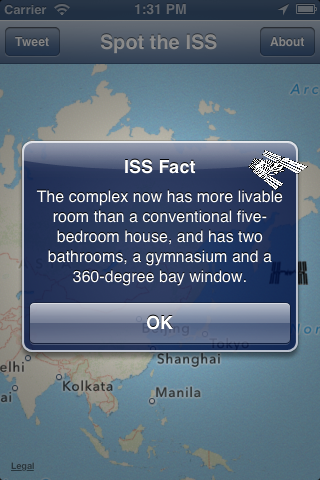 Carrier 1:31 PM
Tweet Spot the ISS About
Arc
ISS Fact
The complex now has more livable
room than a conventional five-
bedroom house, and has two
bathrooms, a gymnasium and a
360-degree bay window.
OK
Beijing
Tokyo
Shanghai
elhi
Kolkata
Manila
ai
Legal